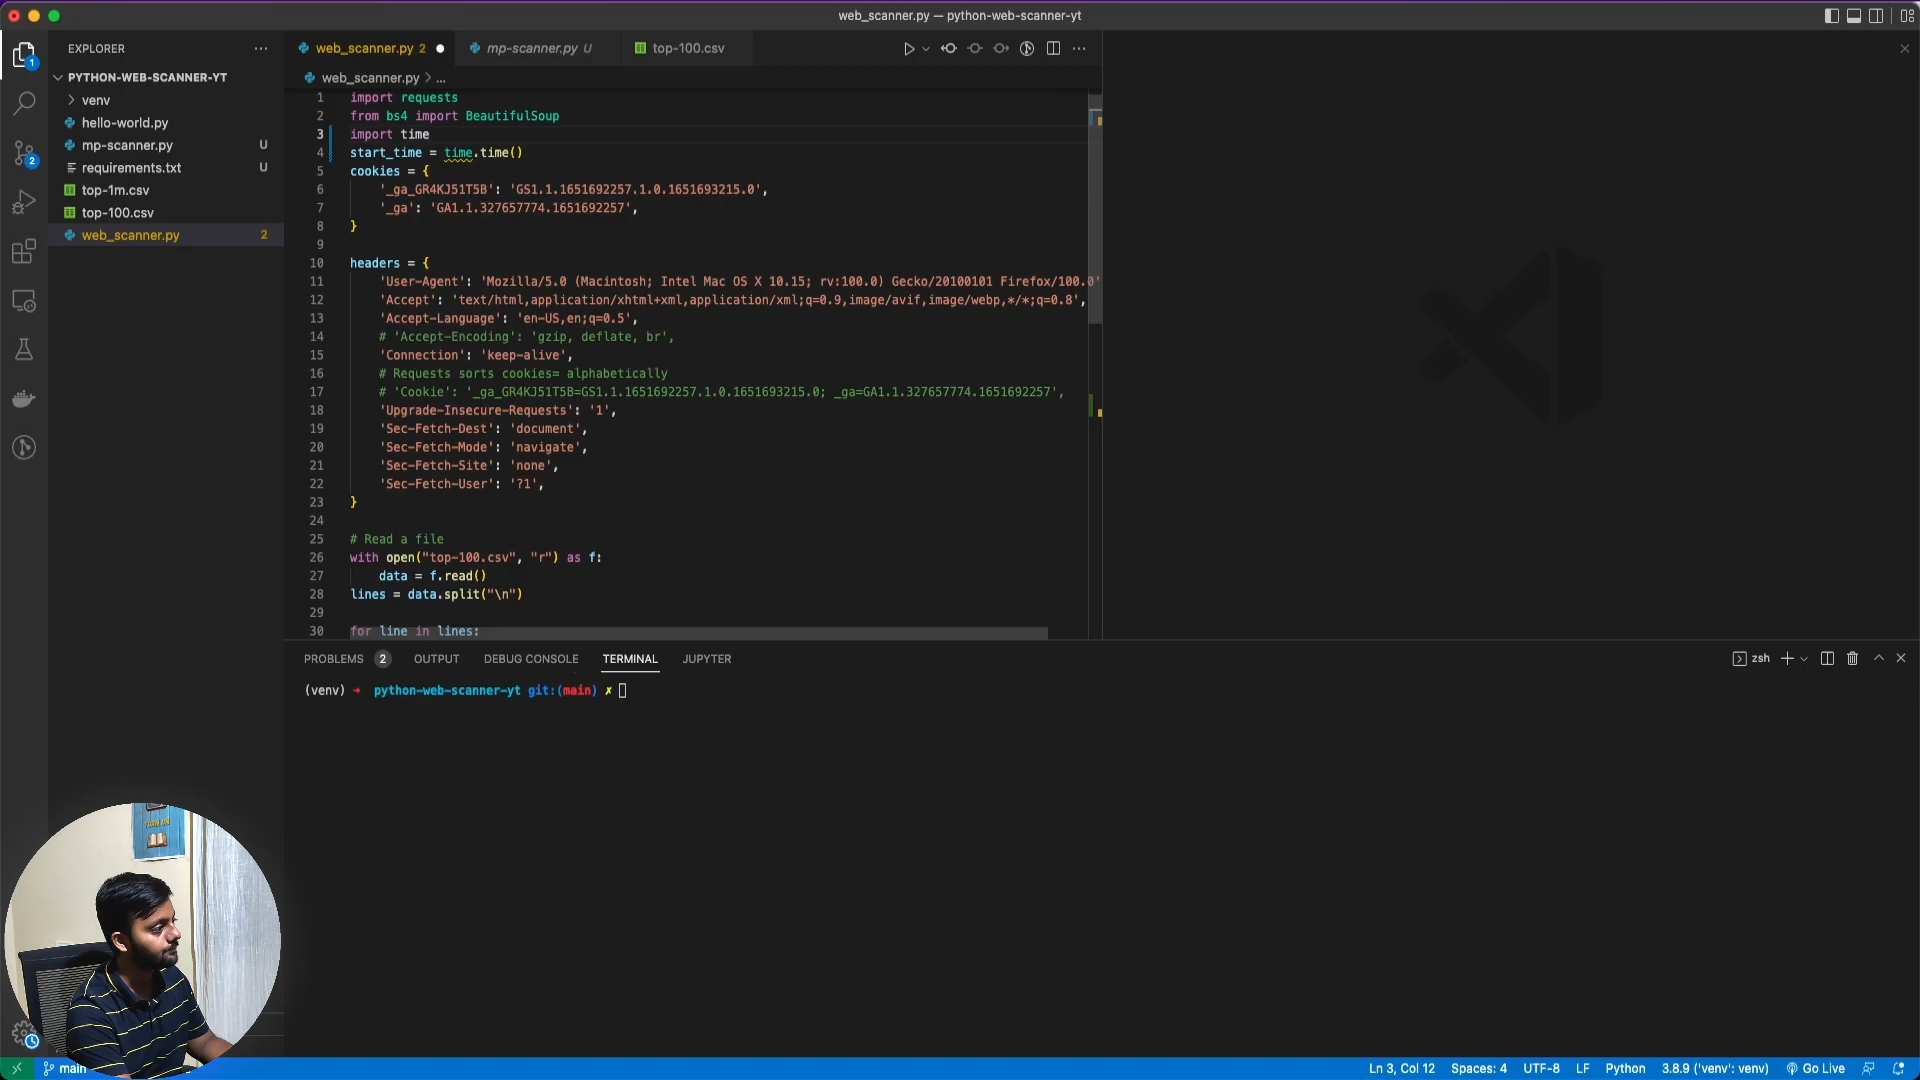 web_scanner.py — python-web-scanner-yt
EXPLORER
PYTHON-WEB-SCANNER-YT
venv
hello-world.py
mp-scanner.py U
requirements.txt U
top-1m.csv
top-100.csv
web_scanner.py 2
1
2
web_scanner.py 2
mp-scanner.py U
top-100.csv
web_scanner.py > ...
1 import requests
2 from bs4 import BeautifulSoup
3 import time
4 start_time = time.time()
5 cookies = {
6 '_ga_GR4KJ51T5B': 'GS1.1.1651692257.1.0.1651693215.0',
7 '_ga': 'GA1.1.327657774.1651692257',
8 }
9
10 headers = {
11 'User-Agent': 'Mozilla/5.0 (Macintosh; Intel Mac OS X 10.15; rv:100.0) Gecko/20100101 Firefox/100.0'
12 'Accept': 'text/html,application/xhtml+xml,application/xml;q=0.9,image/avif,image/webp,*/*;q=0.8',
13 'Accept-Language': 'en-US,en;q=0.5',
14 # 'Accept-Encoding': 'gzip, deflate, br',
15 'Connection': 'keep-alive',
16 # Requests sorts cookies= alphabetically
17 # 'Cookie': '_ga_GR4KJ51T5B=GS1.1.1651692257.1.0.1651693215.0; _ga=GA1.1.327657774.1651692257',
18 'Upgrade-Insecure-Requests': '1',
19 'Sec-Fetch-Dest': 'document',
20 'Sec-Fetch-Mode': 'navigate',
21 'Sec-Fetch-Site': 'none',
22 'Sec-Fetch-User': '?1',
23 }
24
25 # Read a file
26 with open("top-100.csv", "r") as f:
27 data = f.read()
28 lines = data.split("\n")
29
30 for line in lines:
PROBLEMS 2 OUTPUT DEBUG CONSOLE TERMINAL JUPYTER
zsh
(venv) ➜ python-web-scanner-yt git:(main) ✗
TURN ON
main
Ln 3, Col 12 Spaces: 4 UTF-8 LF Python 3.8.9 ('venv': venv) Go Live